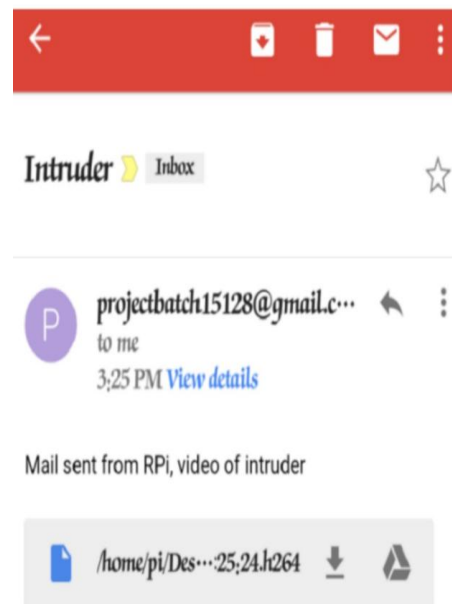 Intruder Inbox
P
projectbatch15128@gmail.c...
to me
3:25 PM View details
Mail sent from RPi, video of intruder
/home/pi/Des...:25:24.h264